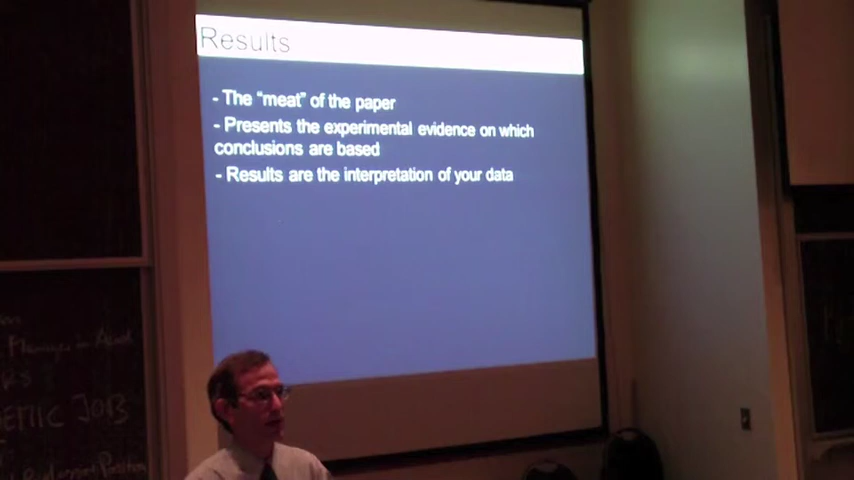 Results
- The “meat” of the paper
- Presents the experimental evidence on which
conclusions are based
- Results are the interpretation of your data
JOB